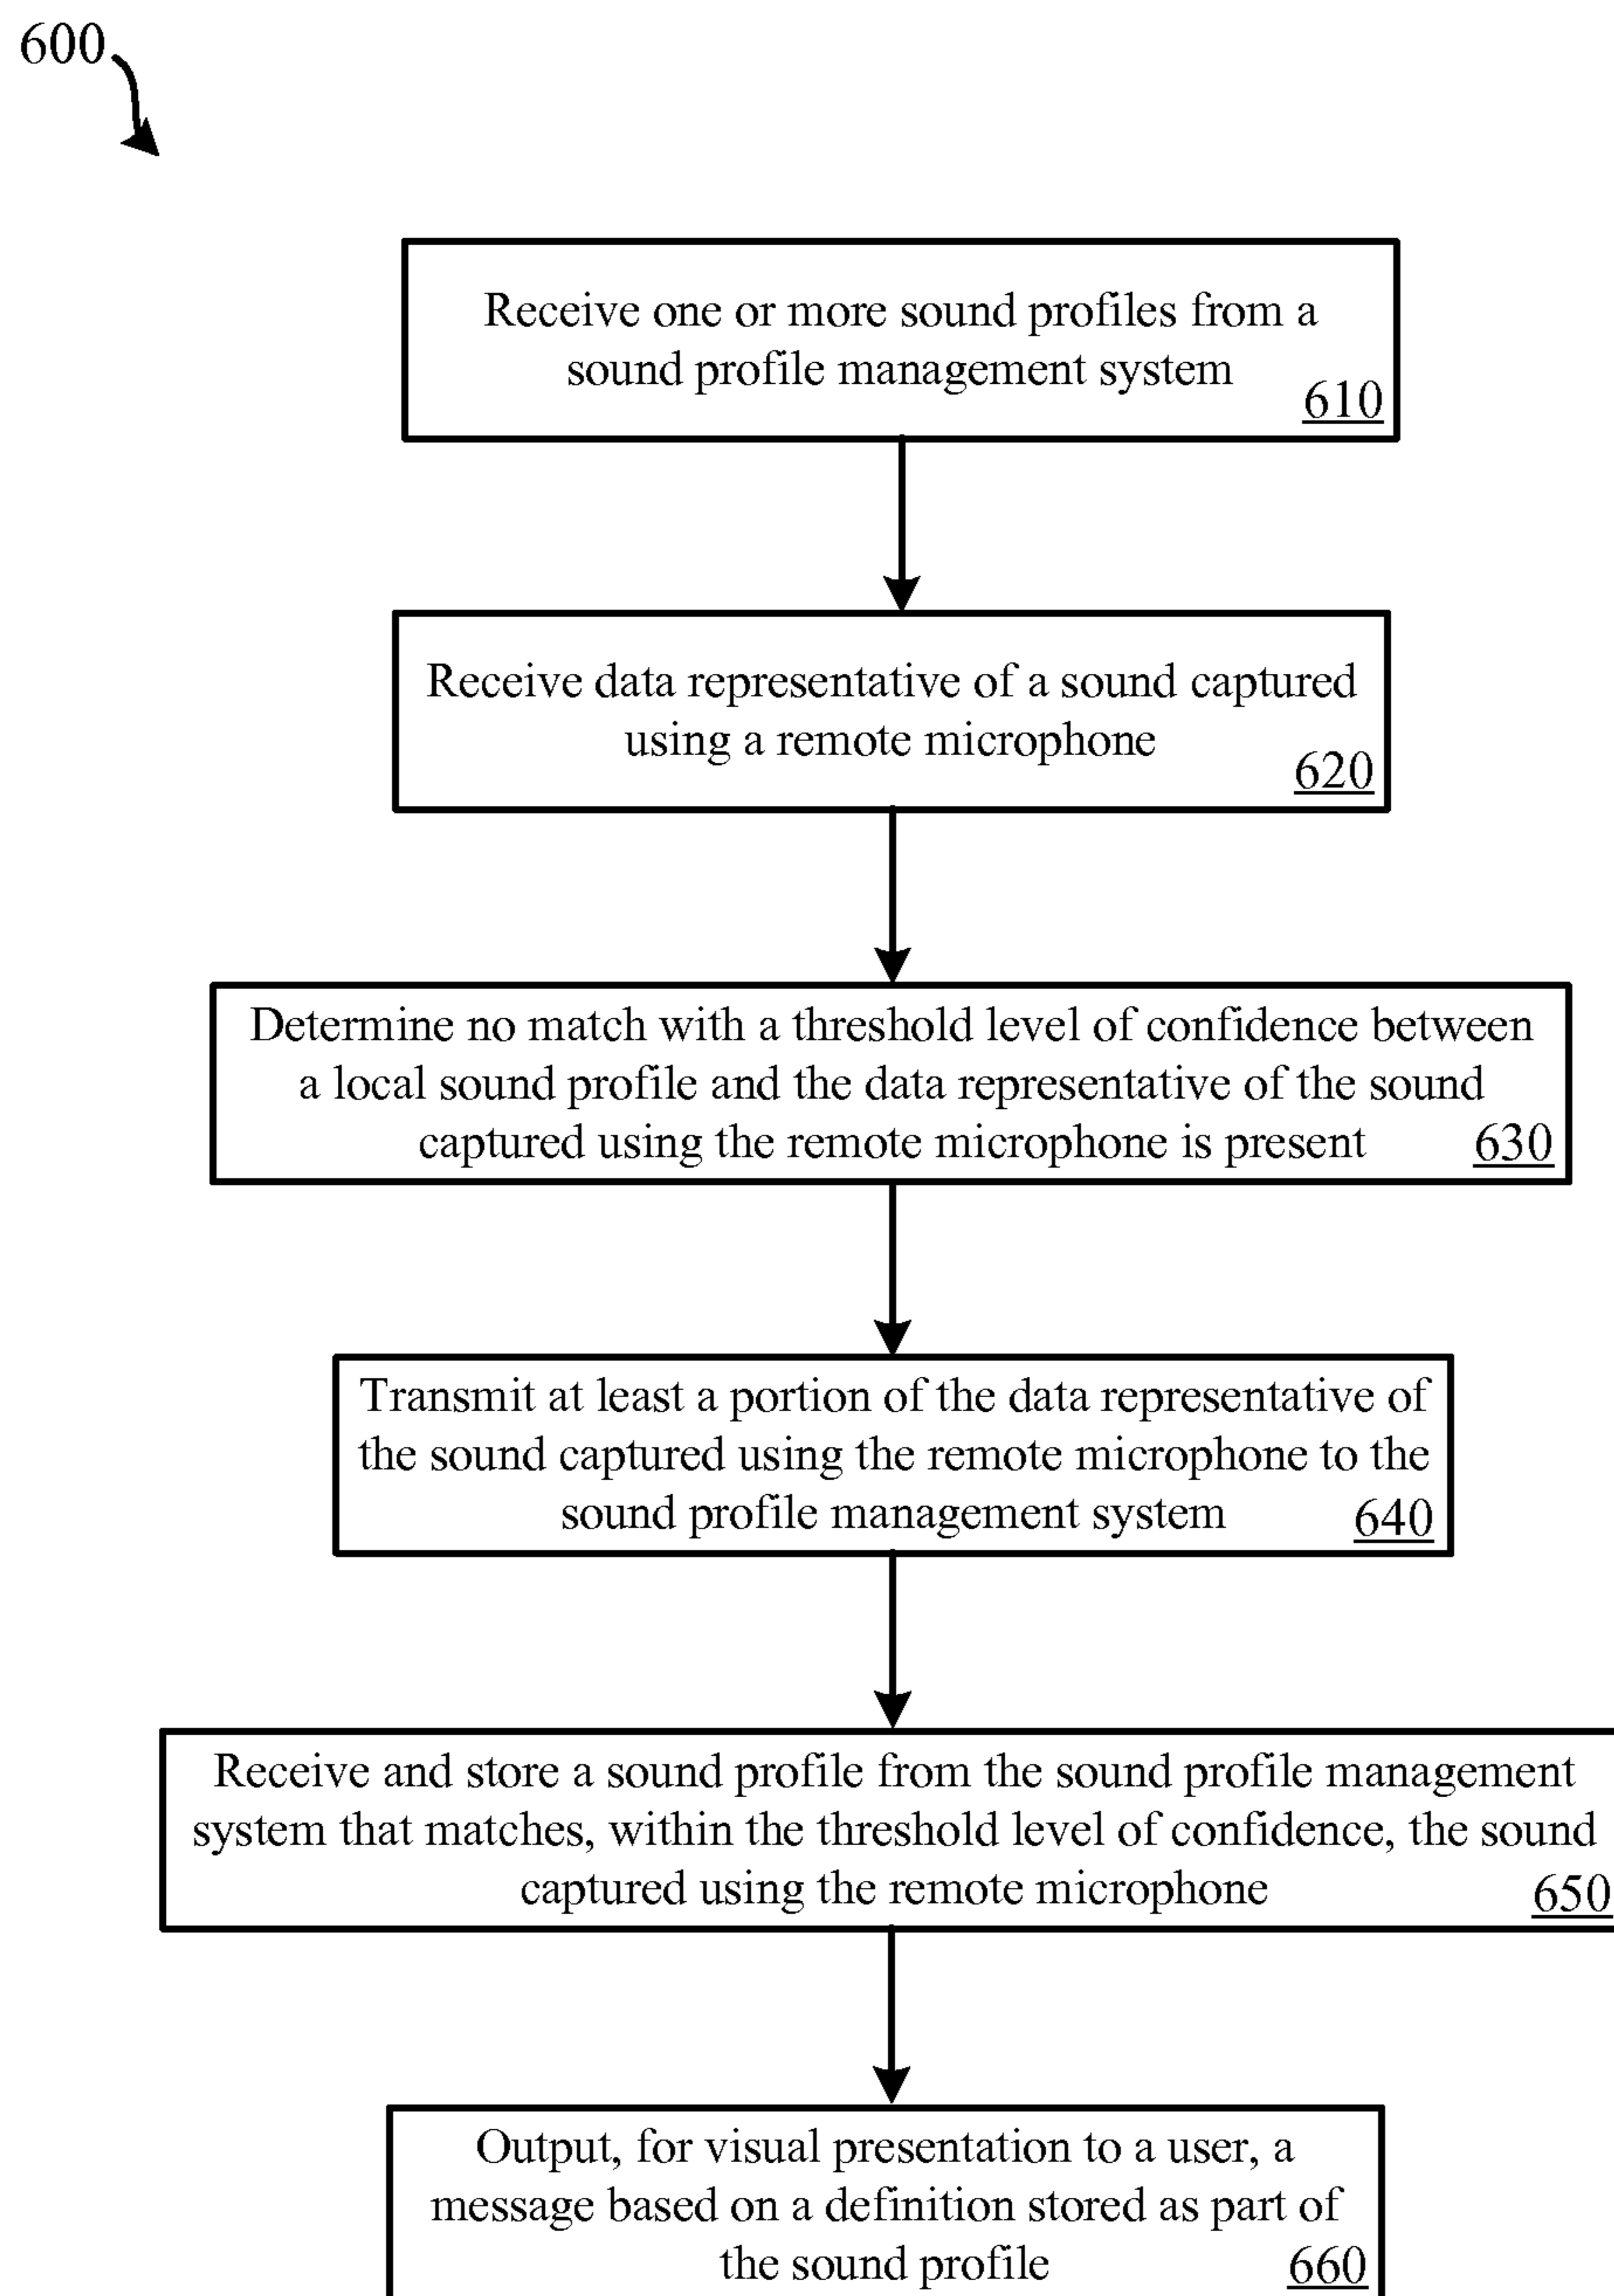 600
Receive one or more sound profiles from a
sound profile management system
610
Receive data representative of a sound captured
using a remote microphone
620
Determine no match with a threshold level of confidence between
a local sound profile and the data representative of the sound
captured using the remote microphone is present
630
Transmit at least a portion of the data representative of
the sound captured using the remote microphone to the
sound profile management system
640
Receive and store a sound profile from the sound profile management
system that matches, within the threshold level of confidence, the sound
captured using the remote microphone
650
Output, for visual presentation to a user, a
message based on a definition stored as part of
the sound profile
660